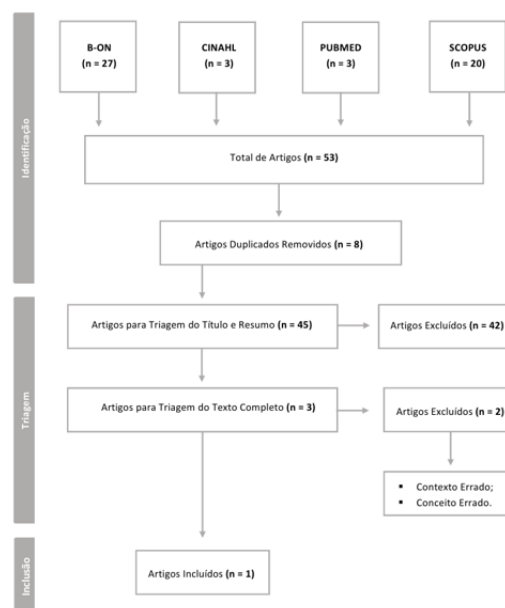 B-ON
(n = 27)
CINAHL
(n = 3)
PUBMED
(n = 3)
SCOPUS
(n = 20)
Identificação
Total de Artigos (n = 53)
Artigos Duplicados Removidos (n = 8)
Triagem
Artigos para Triagem do Título e Resumo (n = 45)
Artigos Excluídos (n = 42)
Artigos para Triagem do Texto Completo (n = 3)
Artigos Excluídos (n = 2)
▪ Contexto Errado;
▪ Conceito Errado.
Inclusão
Artigos Incluídos (n = 1)